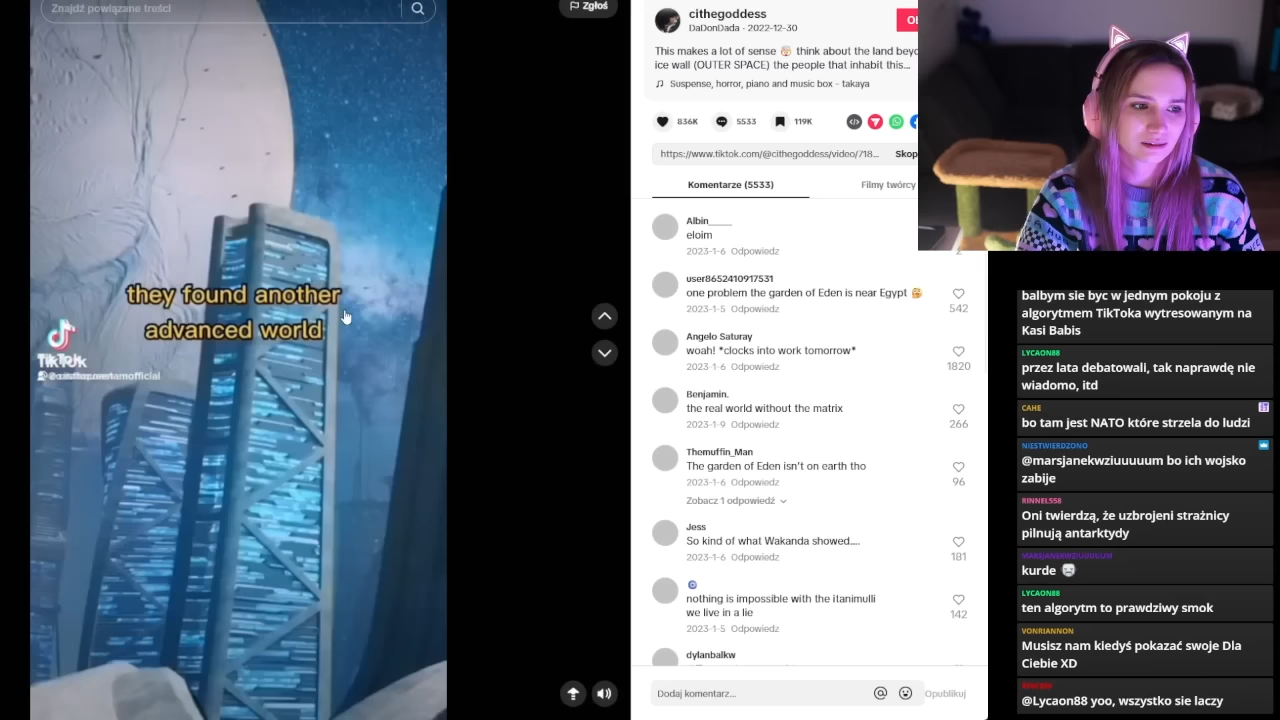 Znajdź powiązane treści
Zgłoś
they found another
advanced world
TikTok
cithegoddess
DaDonDada · 2022-12-30
This makes a lot of sense 🤯 think about the land beyo
ice wall (OUTER SPACE) the people that inhabit this...
Suspense, horror, piano and music box - takaya
836K
5533
119K
https://www.tiktok.com/@cithegoddess/video/718...
Skop
Komentarze (5533)
Filmy twórcy
Albin____
eloim
2023-1-6 Odpowiedz
user8652410917531
one problem the garden of Eden is near Egypt
2023-1-5 Odpowiedz
542
Angelo Saturay
woah! *clocks into work tomorrow*
2023-1-6 Odpowiedz
1820
Benjamin.
the real world without the matrix
2023-1-9 Odpowiedz
266
Themuffin_Man
The garden of Eden isn't on earth tho
2023-1-6 Odpowiedz
96
Zobacz 1 odpowiedź
Jess
So kind of what Wakanda showed....
2023-1-6 Odpowiedz
181
nothing is impossible with the itanimulli
we live in a lie
2023-1-5 Odpowiedz
142
dylanbalkw
Dodaj komentarz...
Opublikuj
balbym sie byc w jednym pokoju z
algorytmem TikToka wytresowanym na
Kasi Babis
LYCAON88
przez lata debatowali, tak naprawdę nie
wiadomo, itd
CAHE
bo tam jest NATO które strzela do ludzi
NIESTWIERDZONO
@marsjanekwziuuuuum bo ich wojsko
zabije
RINNEL558
Oni twierdzą, że uzbrojeni strażnicy
pilnują antarktydy
MARSJANEKWZIUUUUUM
kurde
LYCAON88
ten algorytm to prawdziwy smok
VONRIANNON
Musisz nam kiedyś pokazać swoje Dla
Ciebie XD
@Lycaon88 yoo, wszystko sie laczy